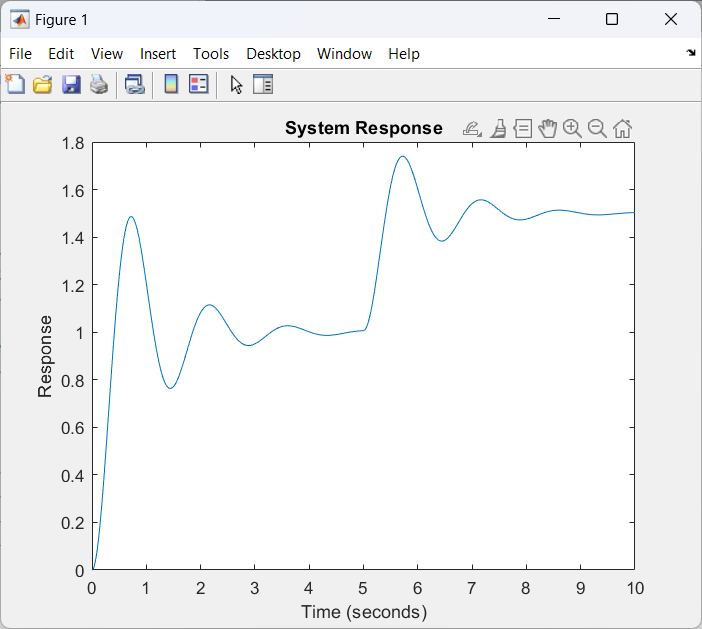 Figure 1
File Edit View Insert Tools Desktop Window Help
System Response
1.8
1.6
1.4
1.2
1
0.8
0.6
0.4
0.2
0
Response
0 1 2 3 4 5 6 7 8 9 10
Time (seconds)